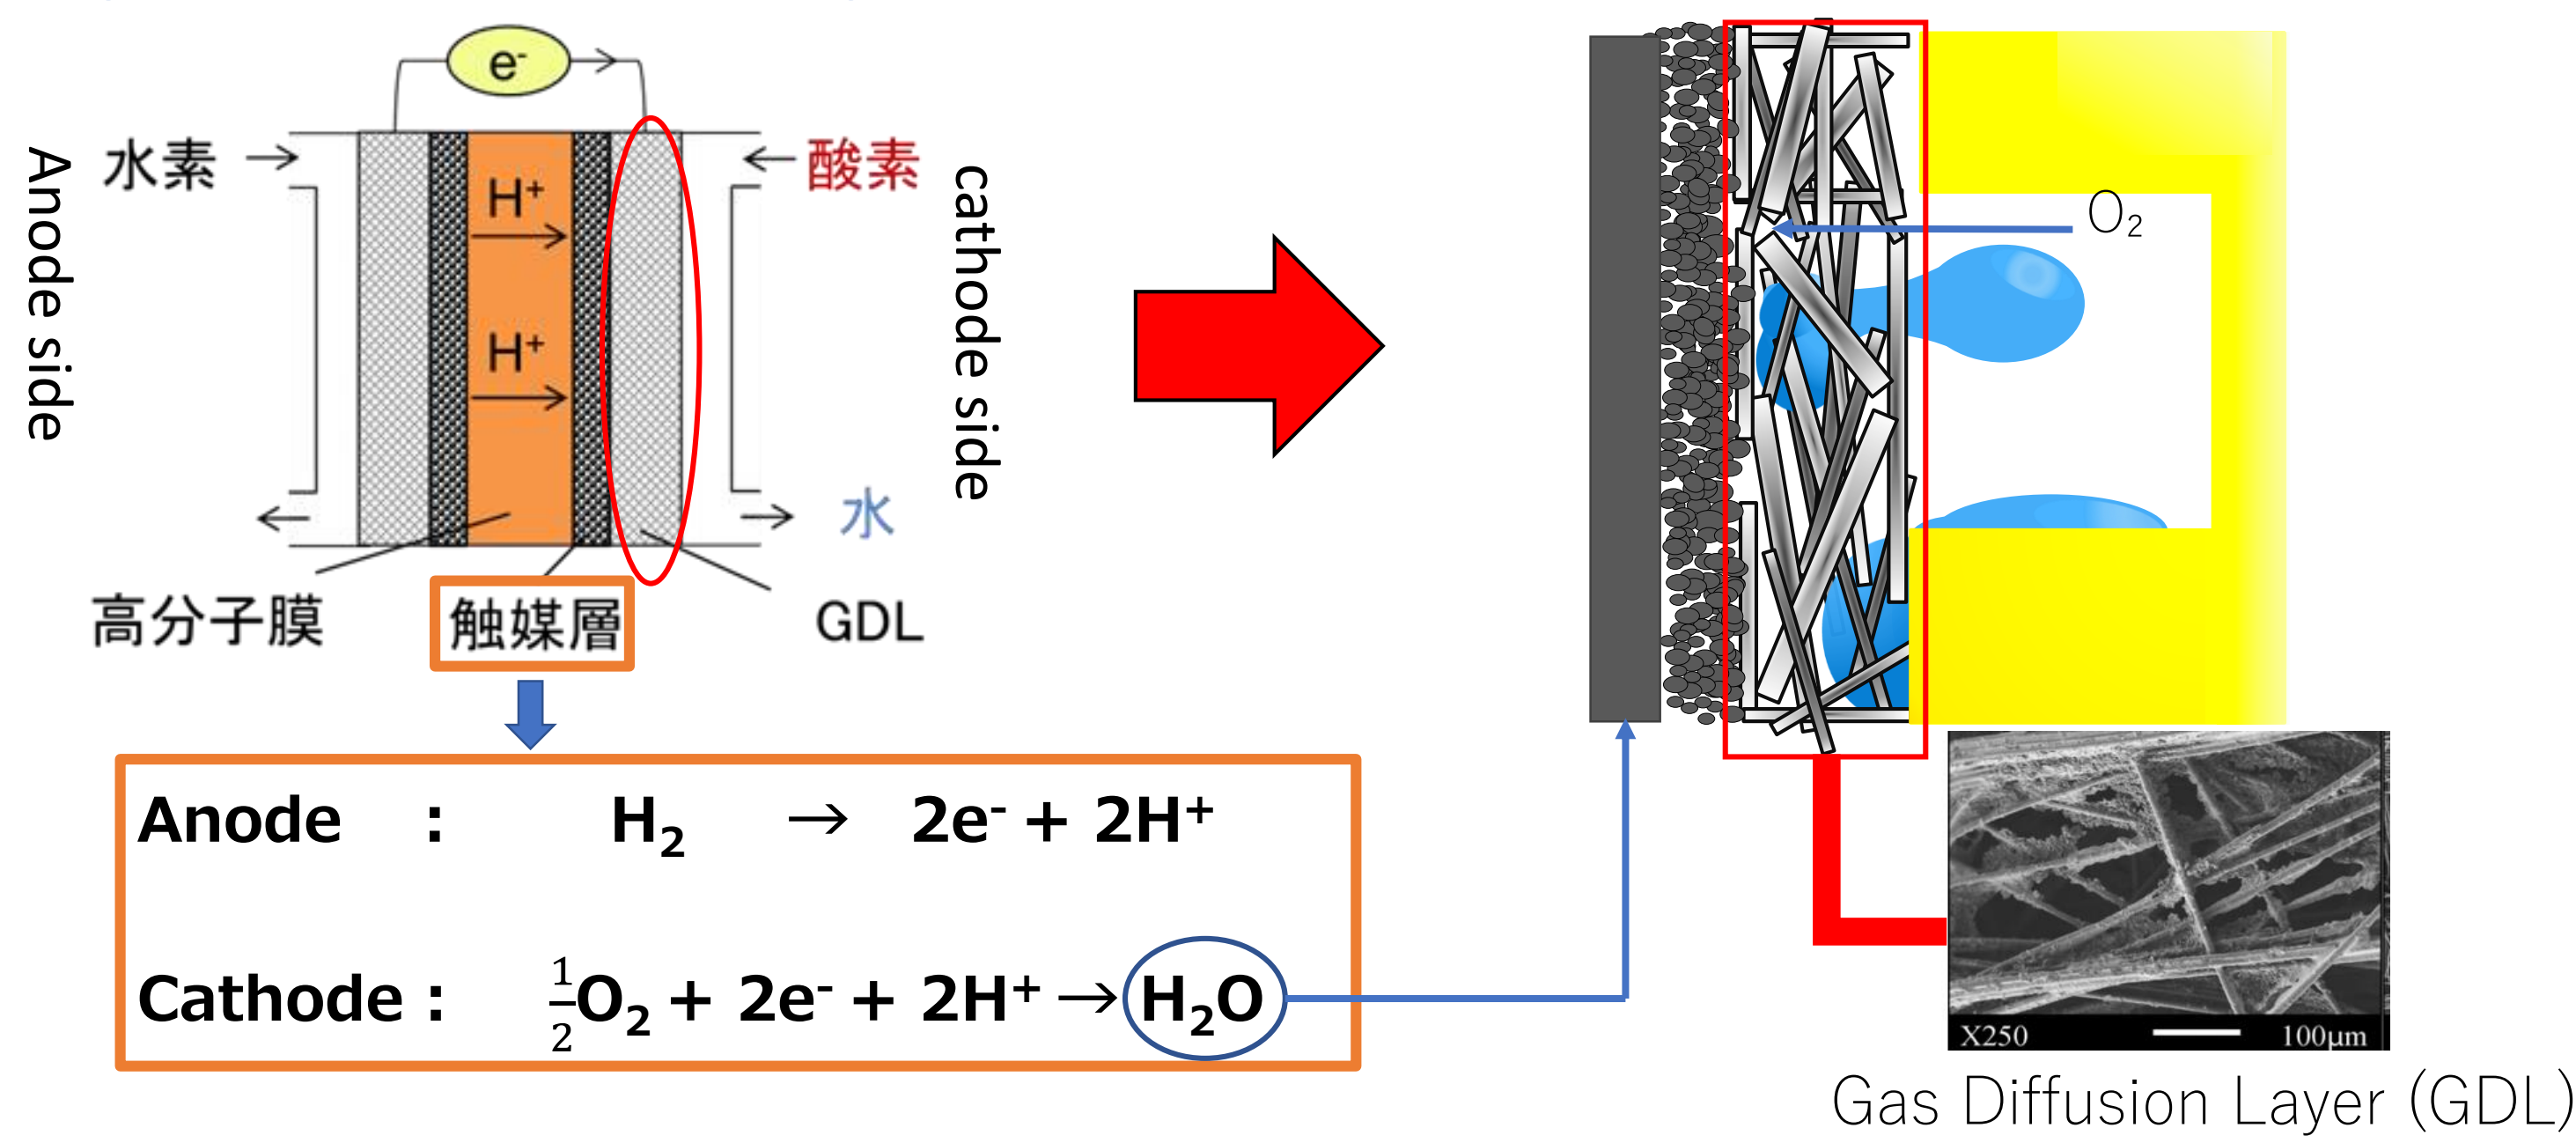 e⁻
Anode side
水素
H⁺
H⁺
酸素
cathode side
水
高分子膜
触媒層
GDL
Anode : H₂ → 2e⁻ + 2H⁺
Cathode : ½O₂ + 2e⁻ + 2H⁺ → H₂O
O₂
X250 100μm
Gas Diffusion Layer (GDL)